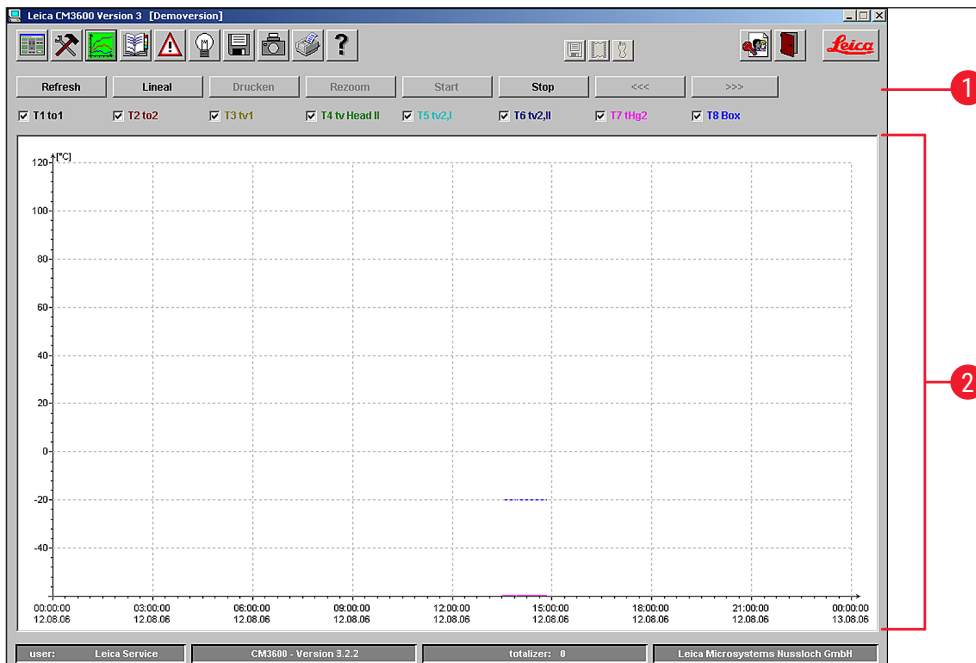 Leica CM3600 Version 3 [Demoversion]
?
Leica
Refresh Lineal Drucken Rezoom Start Stop <<< >>>
1
T1 to1 T2 to2 T3 tv1 T4 tv Head II T5 tv2,I T6 tv2,II T7 tHg2 T8 Box
[°C]
120
100
80
60
40
2
20
0
-20
-40
00:00:00 03:00:00 06:00:00 09:00:00 12:00:00 15:00:00 18:00:00 21:00:00 00:00:00
12.08.06 12.08.06 12.08.06 12.08.06 12.08.06 12.08.06 12.08.06 12.08.06 13.08.06
user: Leica Service CM3600 - Version 3.2.2 totalizer: 0 Leica Microsystems Nussloch GmbH